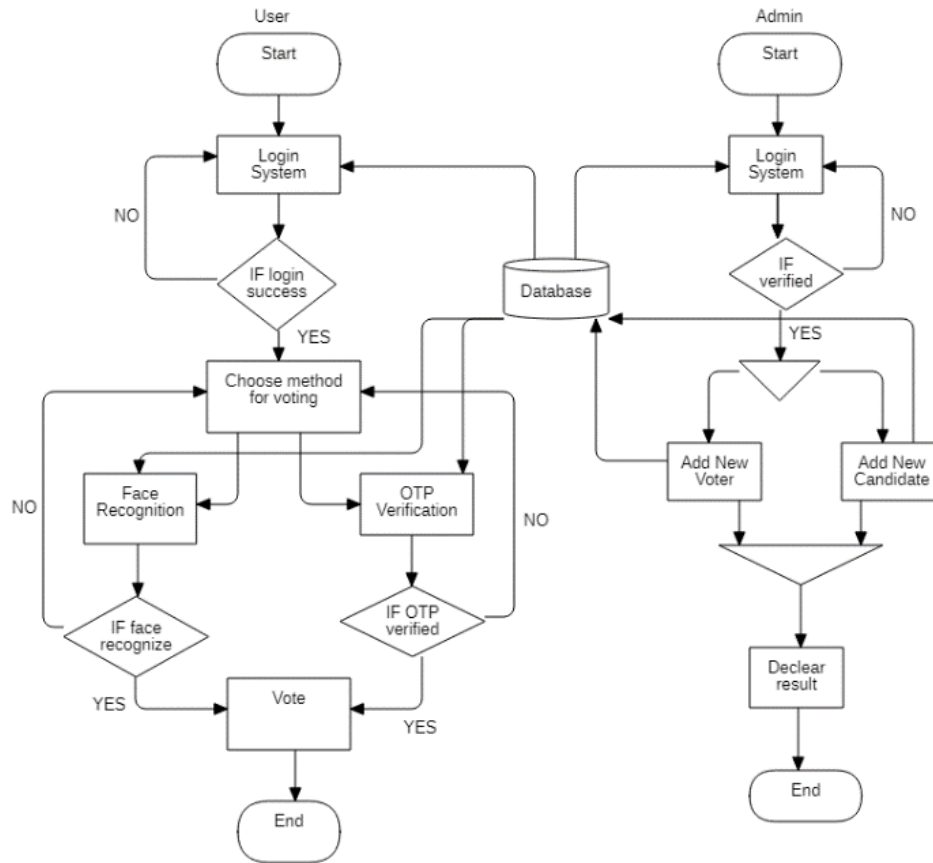 User
Admin
Start
Start
Login
System
Login
System
NO
NO
IF login
success
IF
verified
Database
YES
YES
Choose method
for voting
Add New
Voter
Add New
Candidate
Face
Recognition
OTP
Verification
NO
NO
IF face
recognize
IF OTP
verified
Declear
result
YES
Vote
YES
End
End